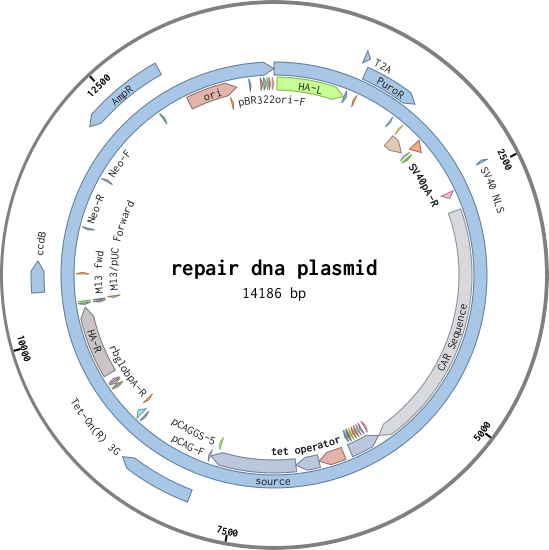 T2A
PuroR
HA-L
12500
AmpR
ori
pBR322ori-F
SV40pA-R
2500
SV40 NLS
Neo-F
Neo-R
ccdB
M13 fwd
M13/pUC Forward
repair dna plasmid
14186 bp
CAR Sequence
HA-R
10000
rbglobpA-R
Tet-On(R) 3G
pCAGGS-5
pCAG-F
tet operator
source
5000
7500